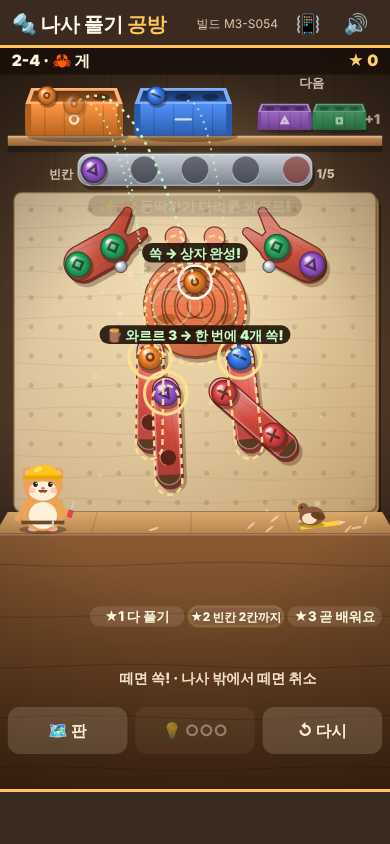 나사 풀기 공방
빌드 M3-S054
2-4 · 게
★ 0
다음
+1
빈칸
1/5
쏙 → 상자 완성!
와르르 3 → 한 번에 4개 쏙!
★1 다 풀기
★2 빈칸 2칸까지
★3 곧 배워요
떼면 쏙! · 나사 밖에서 떼면 취소
판
다시